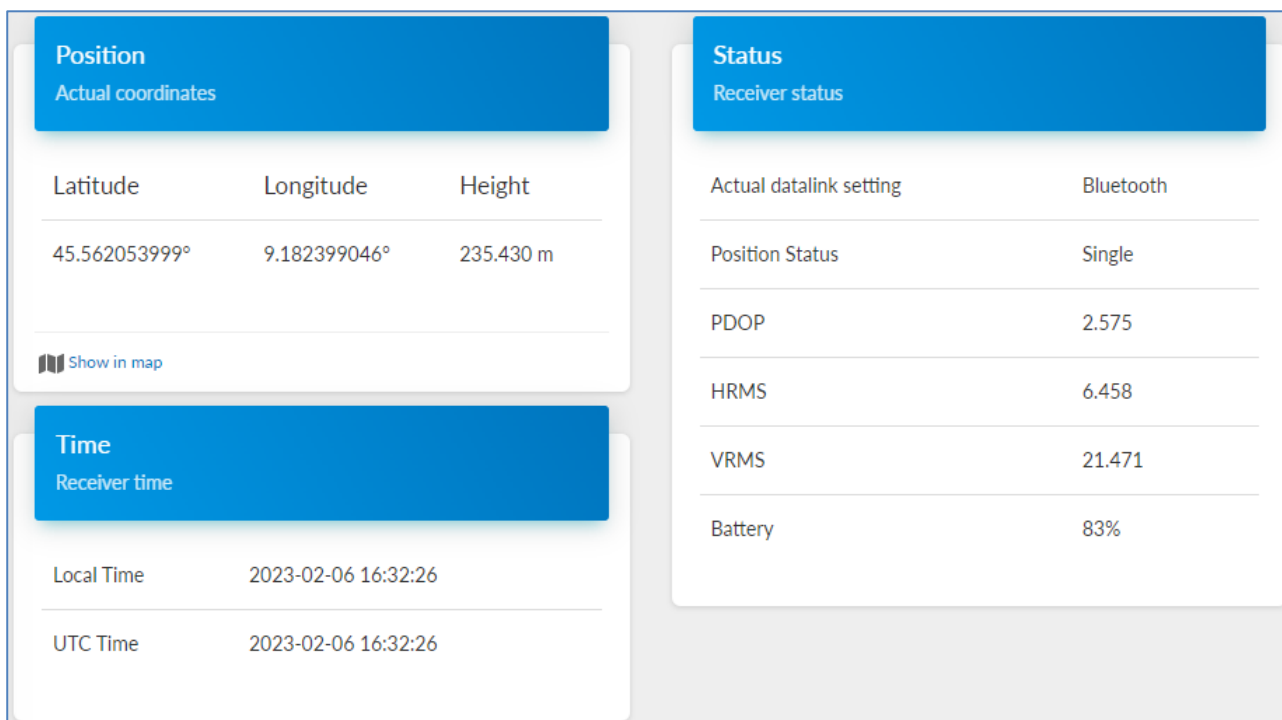 Position
Actual coordinates
Latitude Longitude Height
45.562053999° 9.182399046° 235.430 m
Show in map
Time
Receiver time
Local Time 2023-02-06 16:32:26
UTC Time 2023-02-06 16:32:26
Status
Receiver status
Actual datalink setting Bluetooth
Position Status Single
PDOP 2.575
HRMS 6.458
VRMS 21.471
Battery 83%